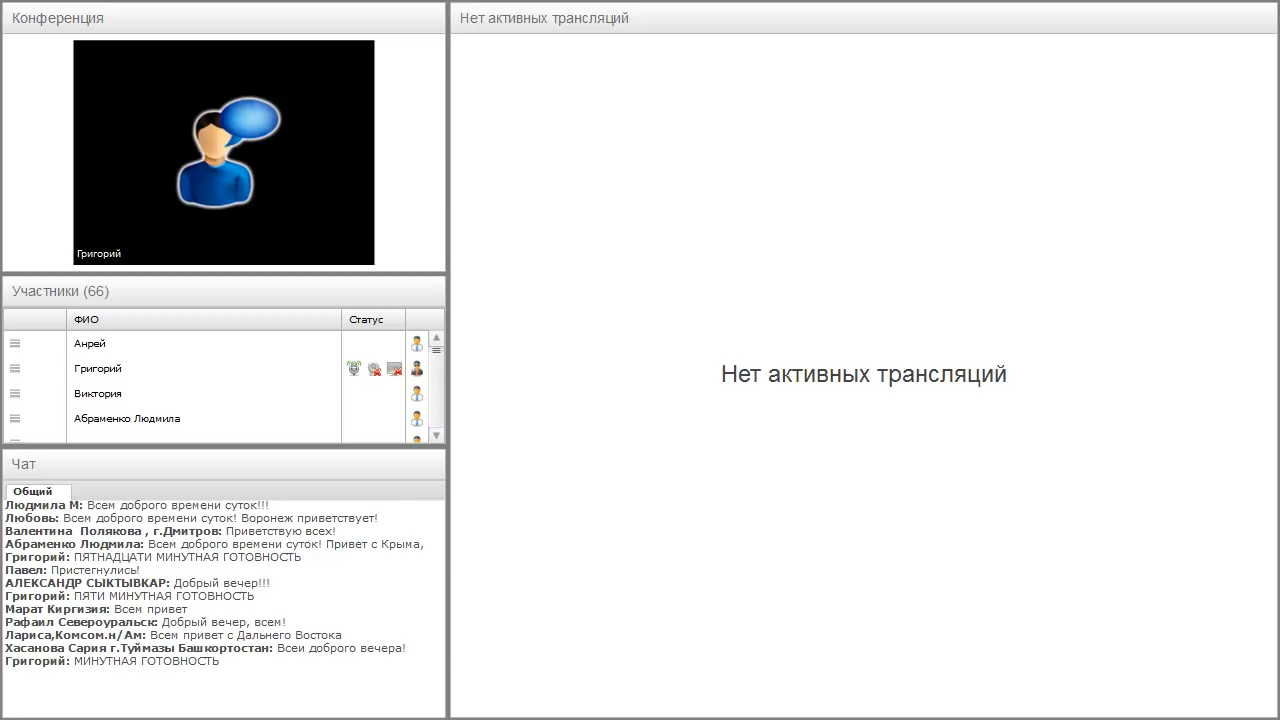 Конференция
Григорий
Участники (66)
ФИО
Статус
Анрей
Григорий
Виктория
Абраменко Людмила
Чат
Общий
Людмила М: Всем доброго времени суток!!!
Любовь: Всем доброго времени суток! Воронеж приветствует!
Валентина  Полякова , г.Дмитров: Приветствую всех!
Абраменко Людмила: Всем доброго времени суток! Привет с Крыма,
Григорий: ПЯТНАДЦАТИ МИНУТНАЯ ГОТОВНОСТЬ
Павел: Пристегнулись!
АЛЕКСАНДР СЫКТЫВКАР: Добрый вечер!!!
Григорий: ПЯТИ МИНУТНАЯ ГОТОВНОСТЬ
Марат Киргизия: Всем привет
Рафаил Североуральск: Добрый вечер, всем!
Лариса,Комсом.н/Ам: Всем привет с Дальнего Востока
Хасанова Сария г.Туймазы Башкортостан: Всеи доброго вечера!
Григорий: МИНУТНАЯ ГОТОВНОСТЬ
Нет активных трансляций
Нет активных трансляций